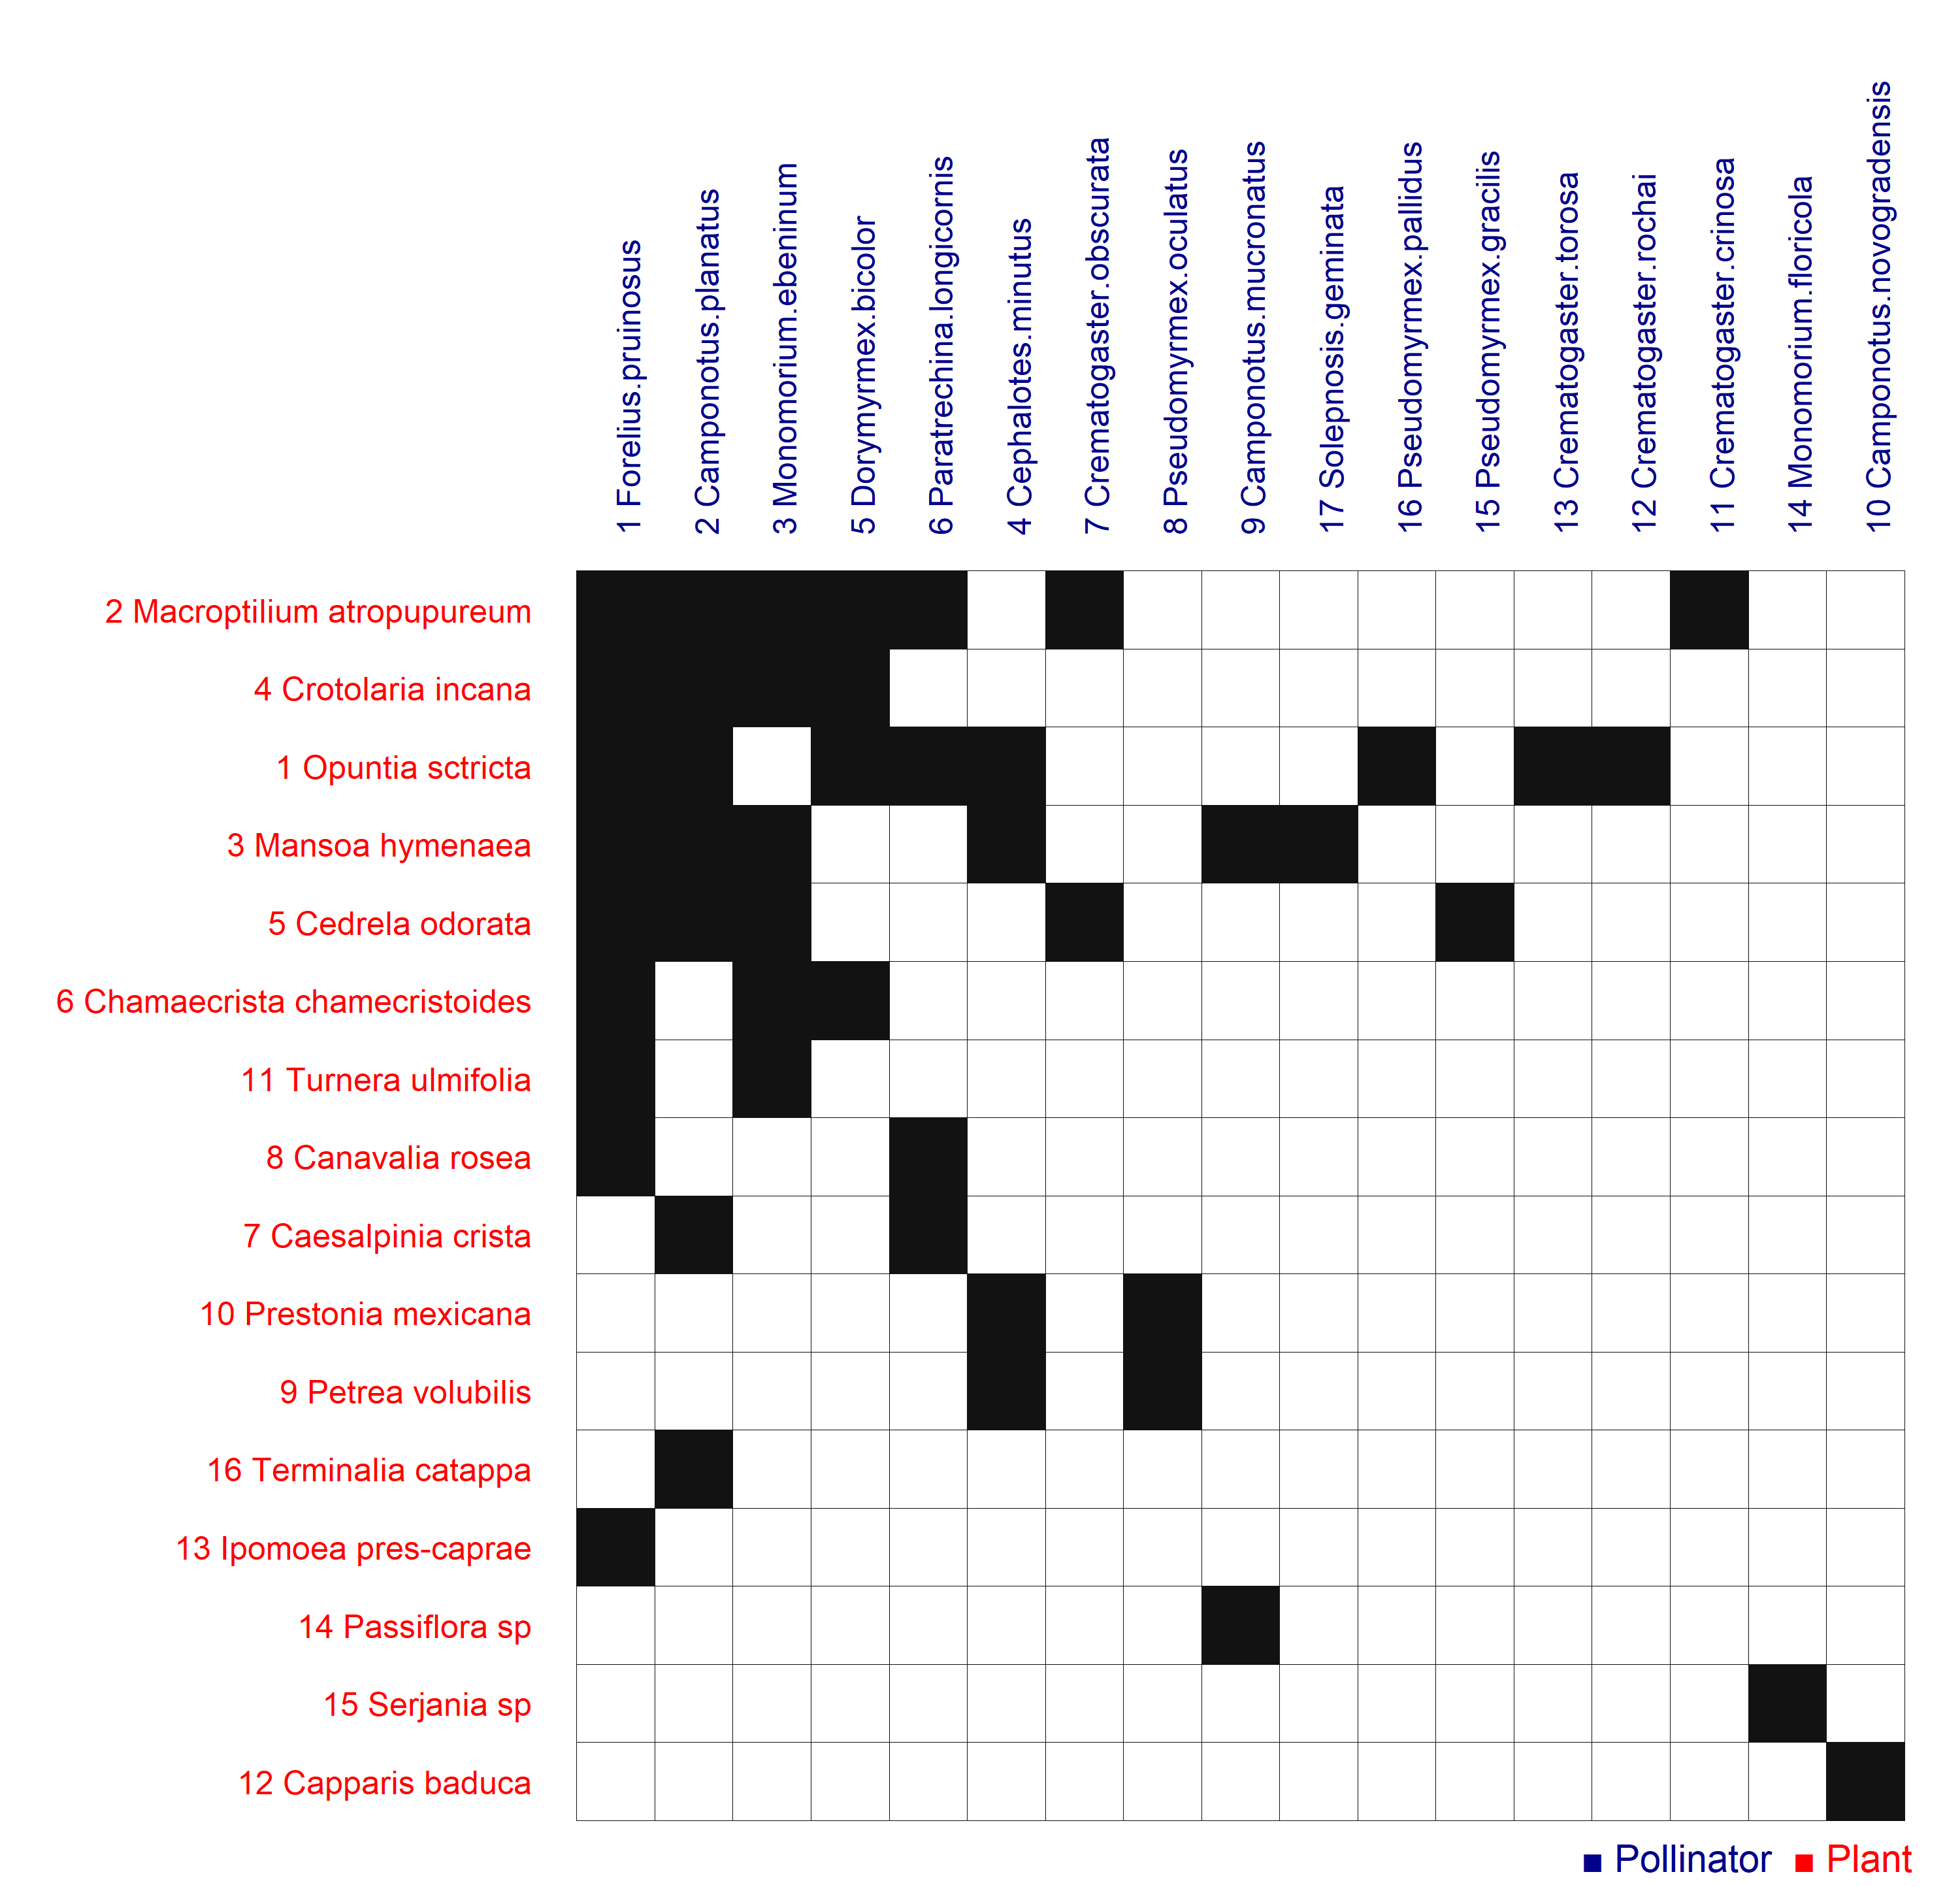 1 Forelius.pruinosus
2 Camponotus.planatus
3 Monomorium.ebeninum
5 Dorymyrmex.bicolor
6 Paratrechina.longicornis
4 Cephalotes.minutus
7 Crematogaster.obscurata
8 Pseudomyrmex.oculatus
9 Camponotus.mucronatus
17 Solepnosis.geminata
16 Pseudomyrmex.pallidus
15 Pseudomyrmex.gracilis
13 Crematogaster.torosa
12 Crematogaster.rochai
11 Crematogaster.crinosa
14 Monomorium.floricola
10 Camponotus.novogradensis
2 Macroptilium atropupureum
4 Crotolaria incana
1 Opuntia sctricta
3 Mansoa hymenaea
5 Cedrela odorata
6 Chamaecrista chamecristoides
11 Turnera ulmifolia
8 Canavalia rosea
7 Caesalpinia crista
10 Prestonia mexicana
9 Petrea volubilis
16 Terminalia catappa
13 Ipomoea pres-caprae
14 Passiflora sp
15 Serjania sp
12 Capparis baduca
Pollinator Plant